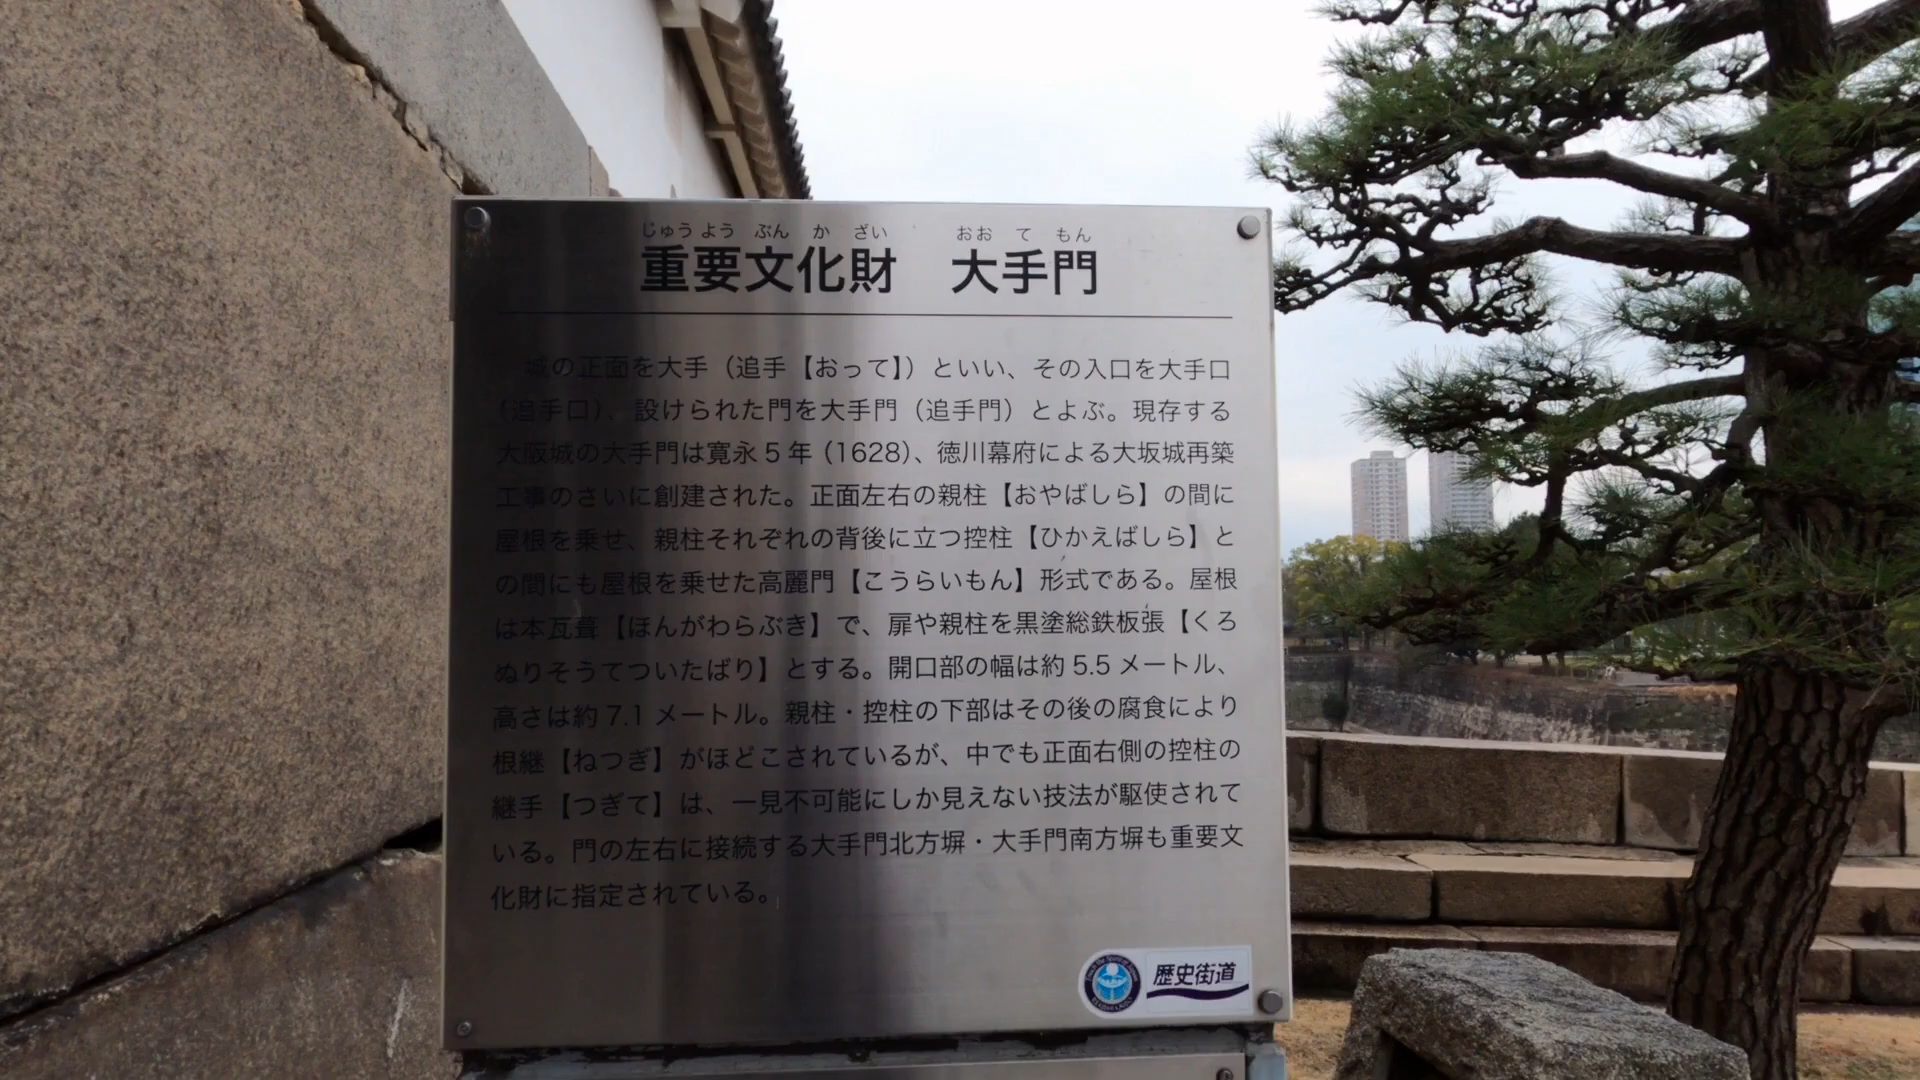 じゅうよう ぶん か ざい おお て もん
重要文化財 大手門
城の正面を大手（追手【おって】）といい、その入口を大手口
（追手口）、設けられた門を大手門（追手門）とよぶ。現存する
大阪城の大手門は寛永5年（1628）、徳川幕府による大坂城再築
工事のさいに創建された。正面左右の親柱【おやばしら】の間に
屋根を乗せ、親柱それぞれの背後に立つ控柱【ひかえばしら】と
の間にも屋根を乗せた高麗門【こうらいもん】形式である。屋根
は本瓦葺【ほんがわらぶき】で、扉や親柱を黒塗総鉄板張【くろ
ぬりそうてついたばり】とする。開口部の幅は約5.5メートル、
高さは約7.1メートル。親柱・控柱の下部はその後の腐食により
根継【ねつぎ】がほどこされているが、中でも正面右側の控柱の
継手【つぎて】は、一見不可能にしか見えない技法が駆使されて
いる。門の左右に接続する大手門北方塀・大手門南方塀も重要文
化財に指定されている。
歴史街道